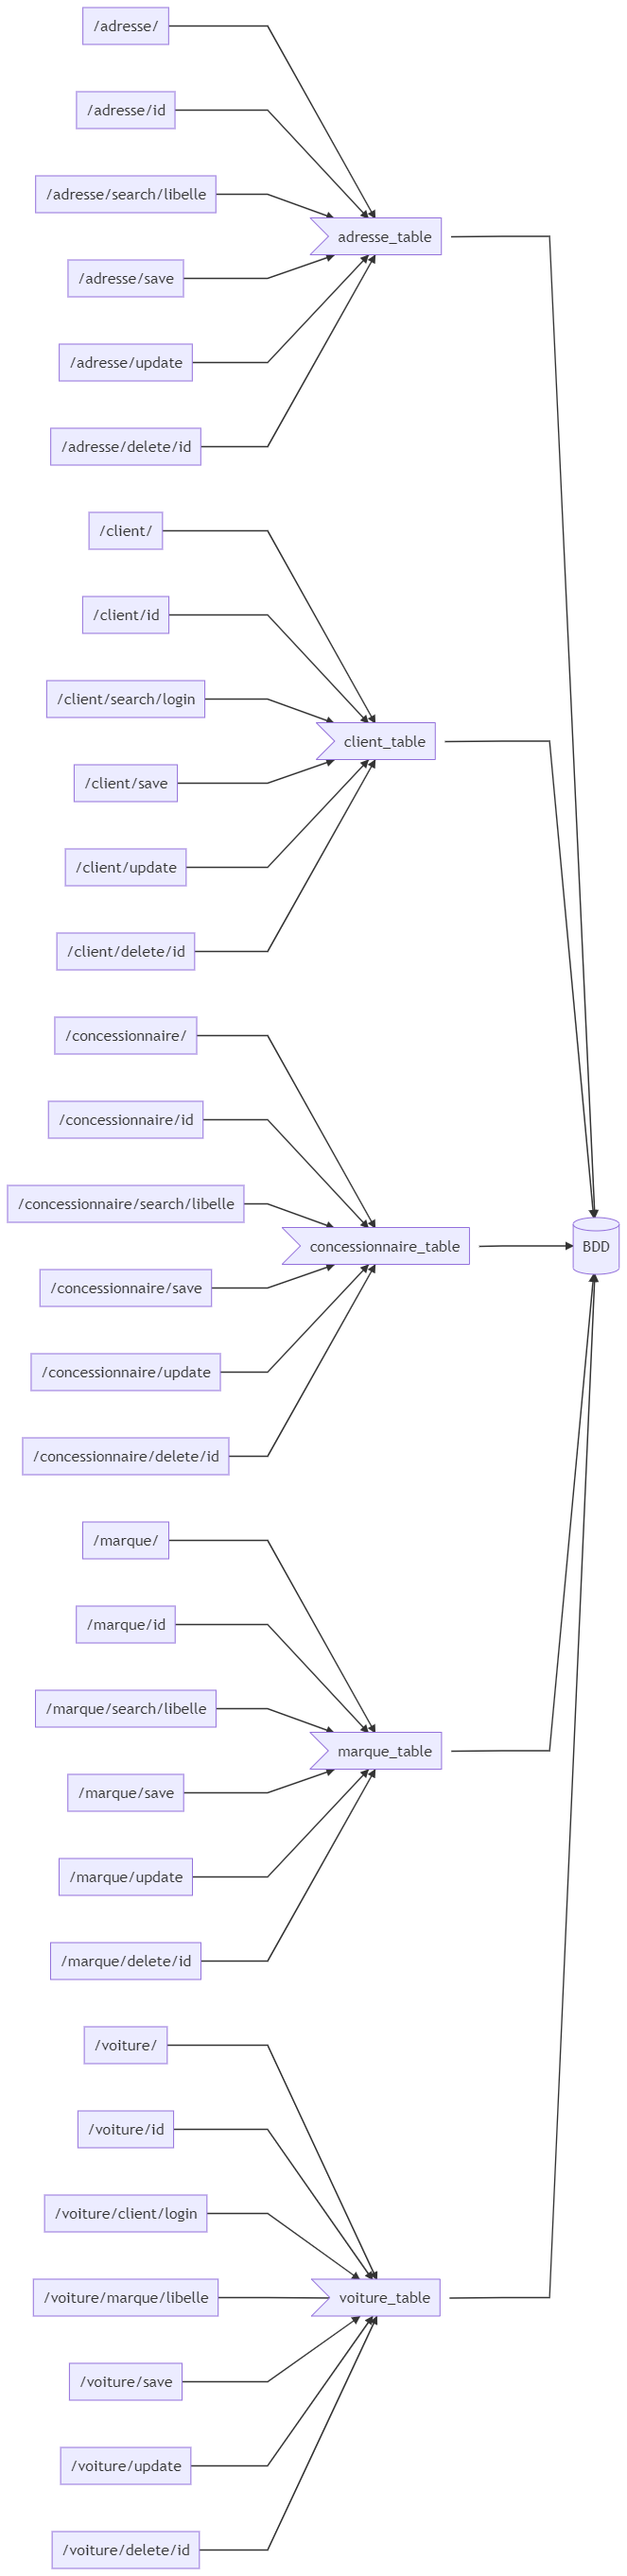 /adresse/
/adresse/id
/adresse/search/libelle
adresse_table
/adresse/save
/adresse/update
/adresse/delete/id
/client/
/client/id
/client/search/login
client_table
/client/save
/client/update
/client/delete/id
/concessionnaire/
/concessionnaire/id
/concessionnaire/search/libelle
concessionnaire_table
BDD
/concessionnaire/save
/concessionnaire/update
/concessionnaire/delete/id
/marque/
/marque/id
/marque/search/libelle
marque_table
/marque/save
/marque/update
/marque/delete/id
/voiture/
/voiture/id
/voiture/client/login
/voiture/marque/libelle
voiture_table
/voiture/save
/voiture/update
/voiture/delete/id